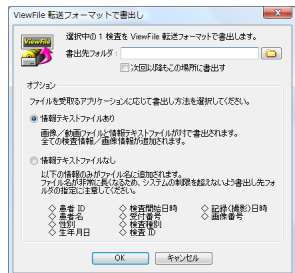 ViewFile 転送フォーマットで書出し
ViewFile
選択中の 1 検査を ViewFile 転送フォーマットで書出します。
書出先フォルダ:
次回以降もこの場所に書出す
オプション
ファイルを受取るアプリケーションに応じて書出し方法を選択してください。
情報テキストファイルあり
画像／動画ファイルと情報テキストファイルが対で書出されます。
全ての検査情報／画像情報が追加されます。
情報テキストファイルなし
以下の情報のみがファイル名に追加されます。
ファイル名が非常に長くなるため、システムの制限を超えないよう書出し先フォルダの指定に注意してください。
◇ 患者 ID ◇ 検査開始日時 ◇ 記録(撮影)日時
◇ 患者名 ◇ 受付番号 ◇ 画像番号
◇ 性別 ◇ 検査種別
◇ 生年月日 ◇ 検査 ID
OK キャンセル